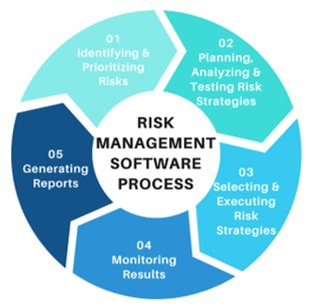 01
Identifying &
Prioritizing
Risks
02
Planning,
Analyzing &
Testing Risk
Strategies
RISK
MANAGEMENT
SOFTWARE
PROCESS
03
Selecting &
Executing
Risk
Strategies
04
Monitoring
Results
05
Generating
Reports